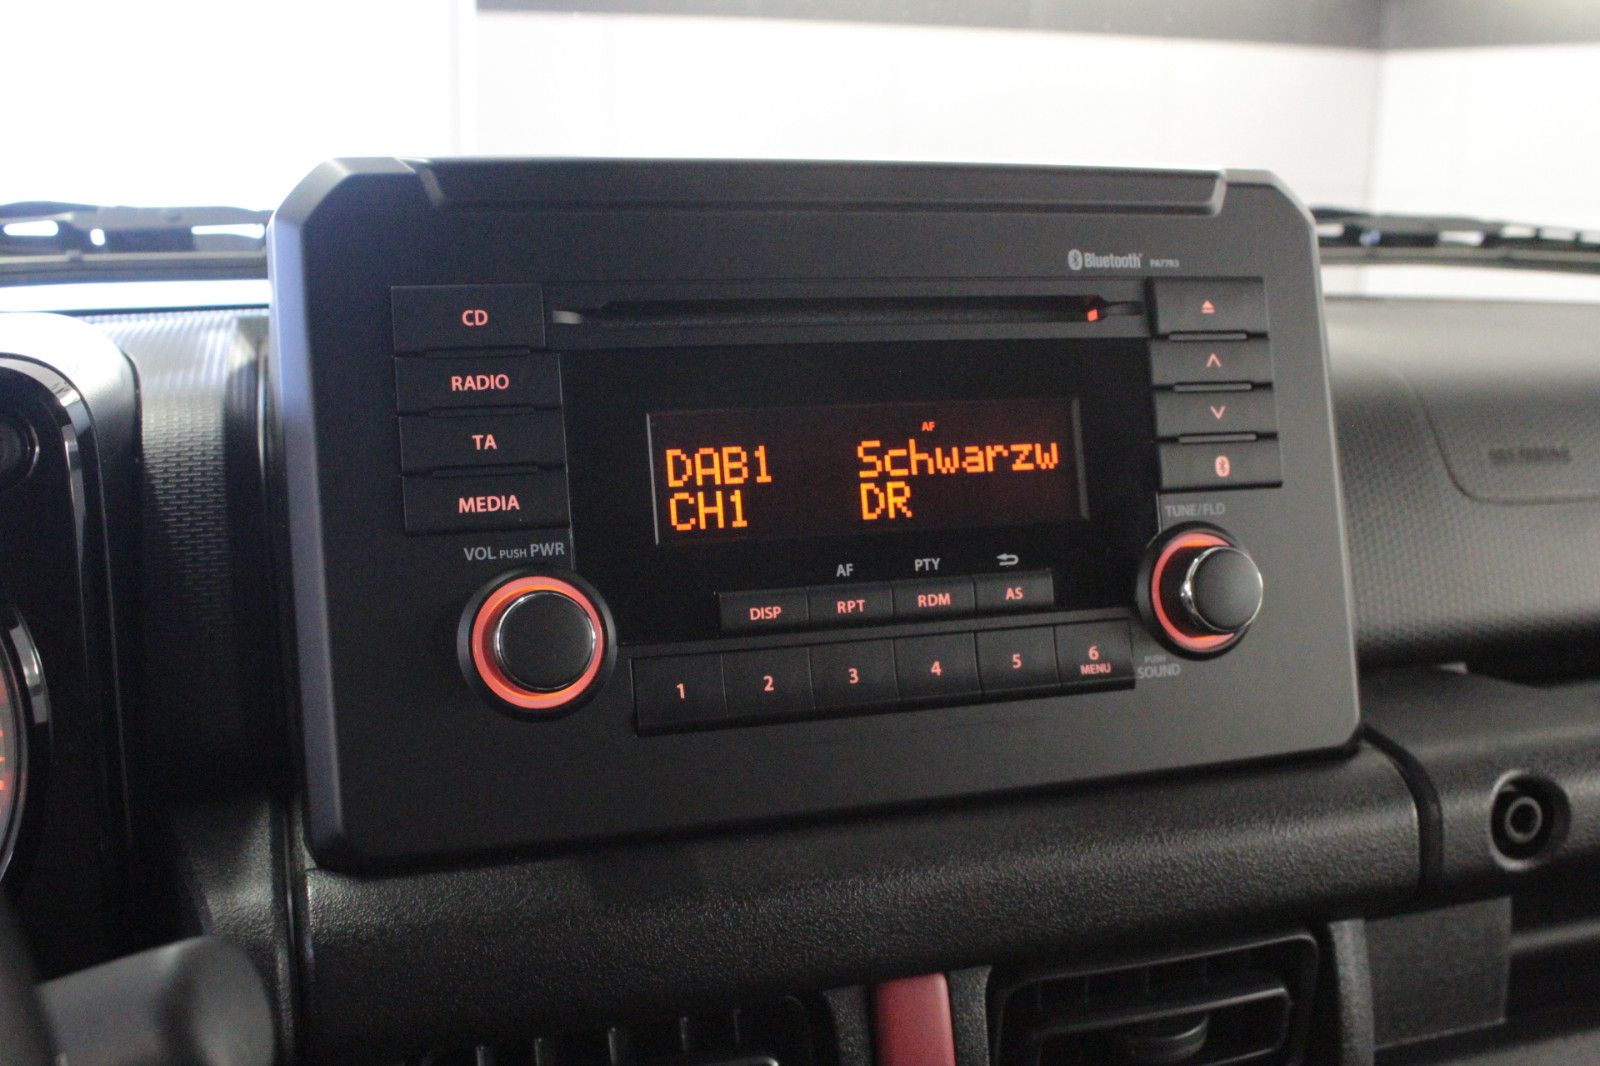 Bluetooth PA77R3
CD
RADIO
TA
MEDIA
VOL PUSH PWR
AF
DAB1 Schwarzw
CH1 DR
TUNE/FLD
AF PTY
DISP RPT RDM AS
1 2 3 4 5 6
MENU
PUSH
SOUND